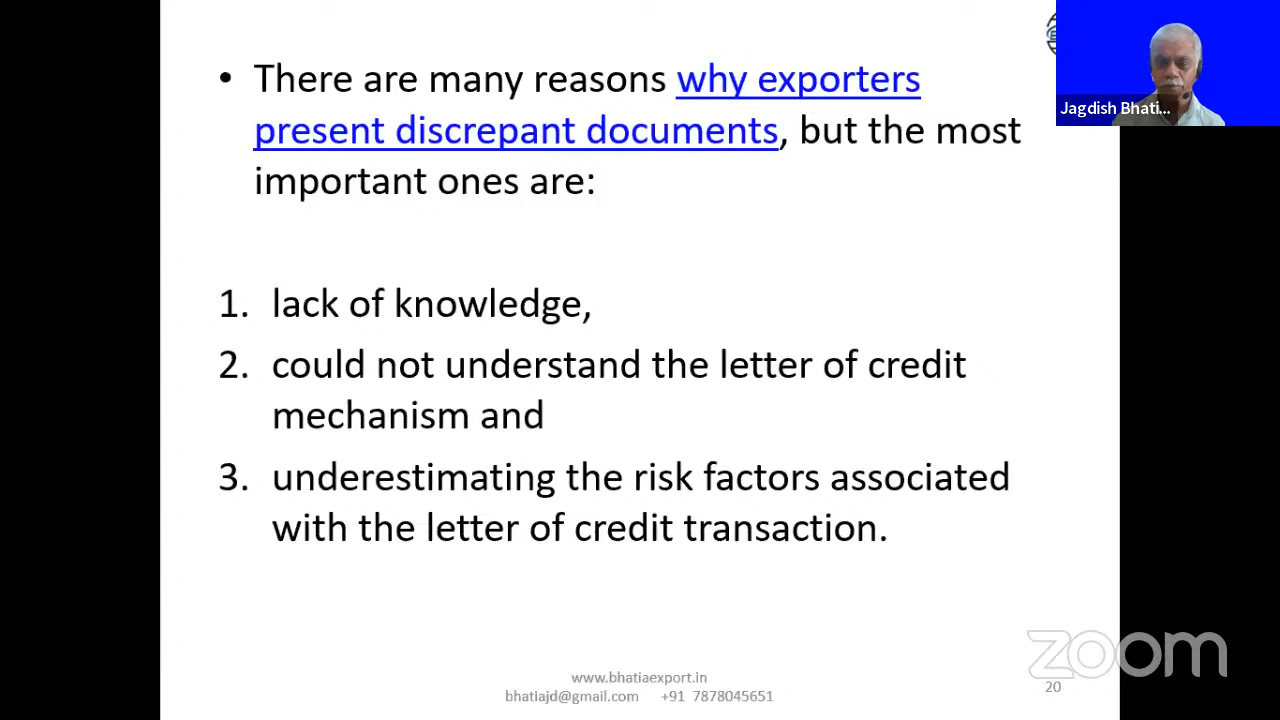 • There are many reasons why exporters
present discrepant documents, but the most
important ones are:
1. lack of knowledge,
2. could not understand the letter of credit
mechanism and
3. underestimating the risk factors associated
with the letter of credit transaction.
www.bhatiaexport.in
bhatiajd@gmail.com +91 7878045651
20
Jagdish Bhati...
zoom